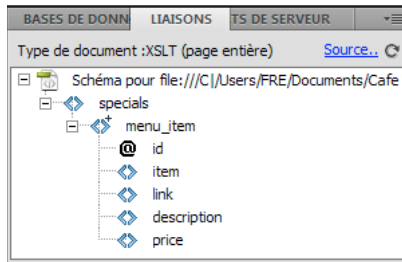 BASES DE DONN LIAISONS TS DE SERVEUR
Type de document :XSLT (page entière) Source..
Schéma pour file:///C|/Users/FRE/Documents/Cafe
specials
menu_item
@ id
item
link
description
price